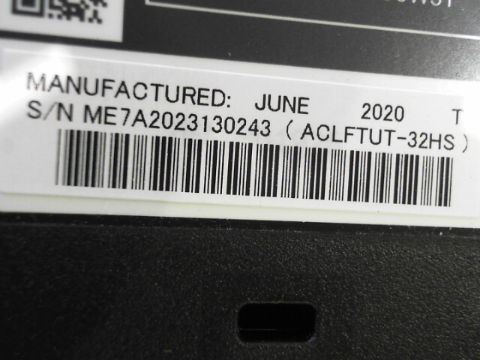 MANUFACTURED: JUNE 2020 T
S/N ME7A2023130243 ( ACLFTUT-32HS )